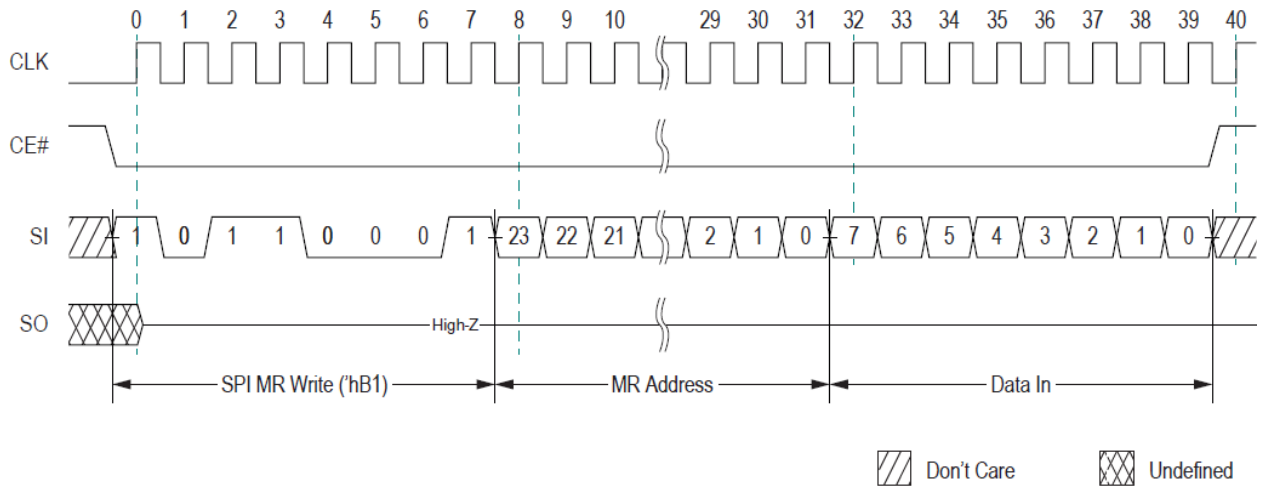 0 1 2 3 4 5 6 7 8 9 10 29 30 31 32 33 34 35 36 37 38 39 40
CLK
CE#
SI 1 0 1 1 0 0 0 1 23 22 21 2 1 0 7 6 5 4 3 2 1 0
SO High-Z
SPI MR Write ('hB1) MR Address Data In
Don't Care Undefined